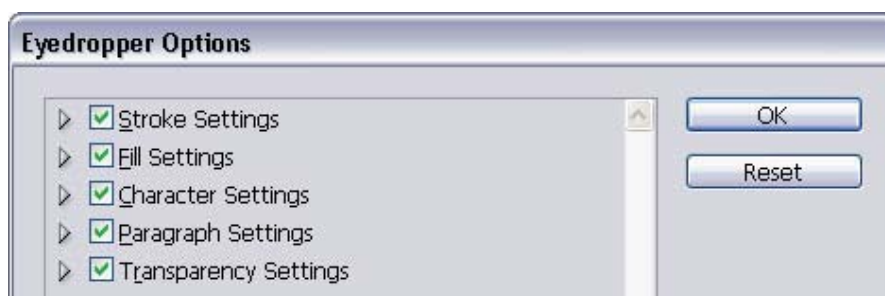 Eyedropper Options
Stroke Settings
Fill Settings
Character Settings
Paragraph Settings
Transparency Settings
OK
Reset